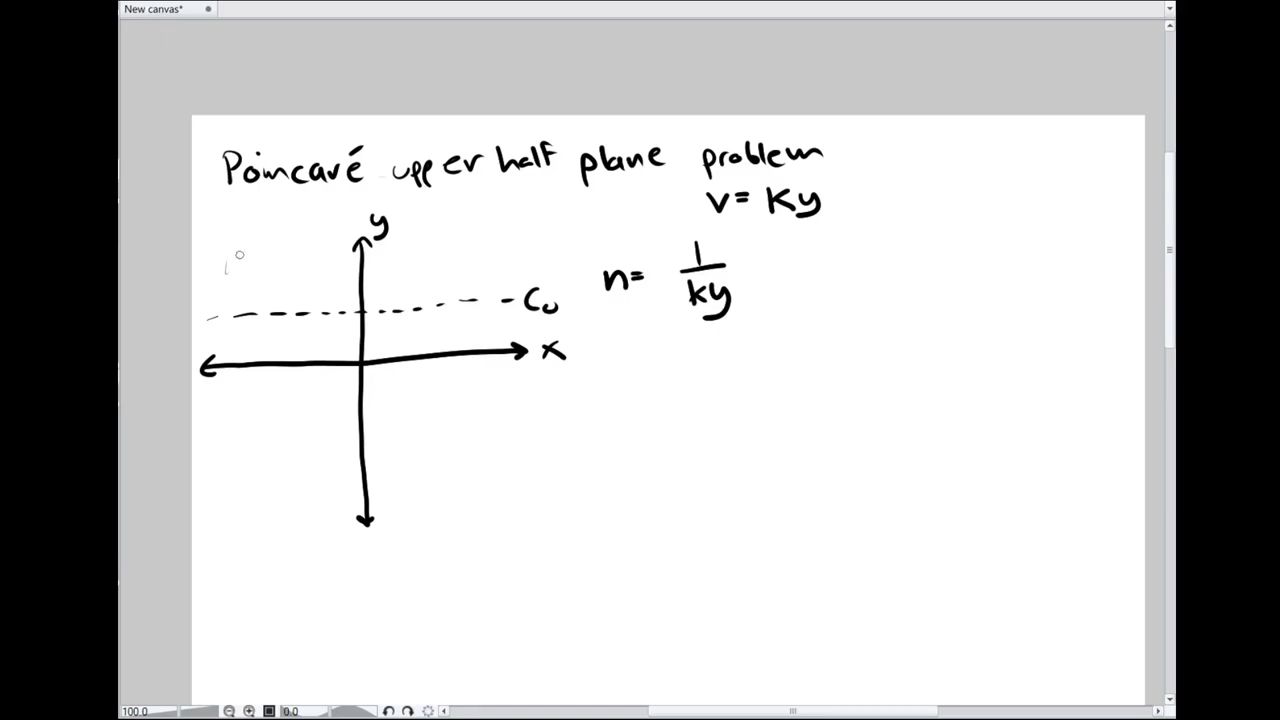 New canvas*
Poincaré upper half plane problem
v= Ky
y
n= 1/ky
C₀
x
100.0
0.0